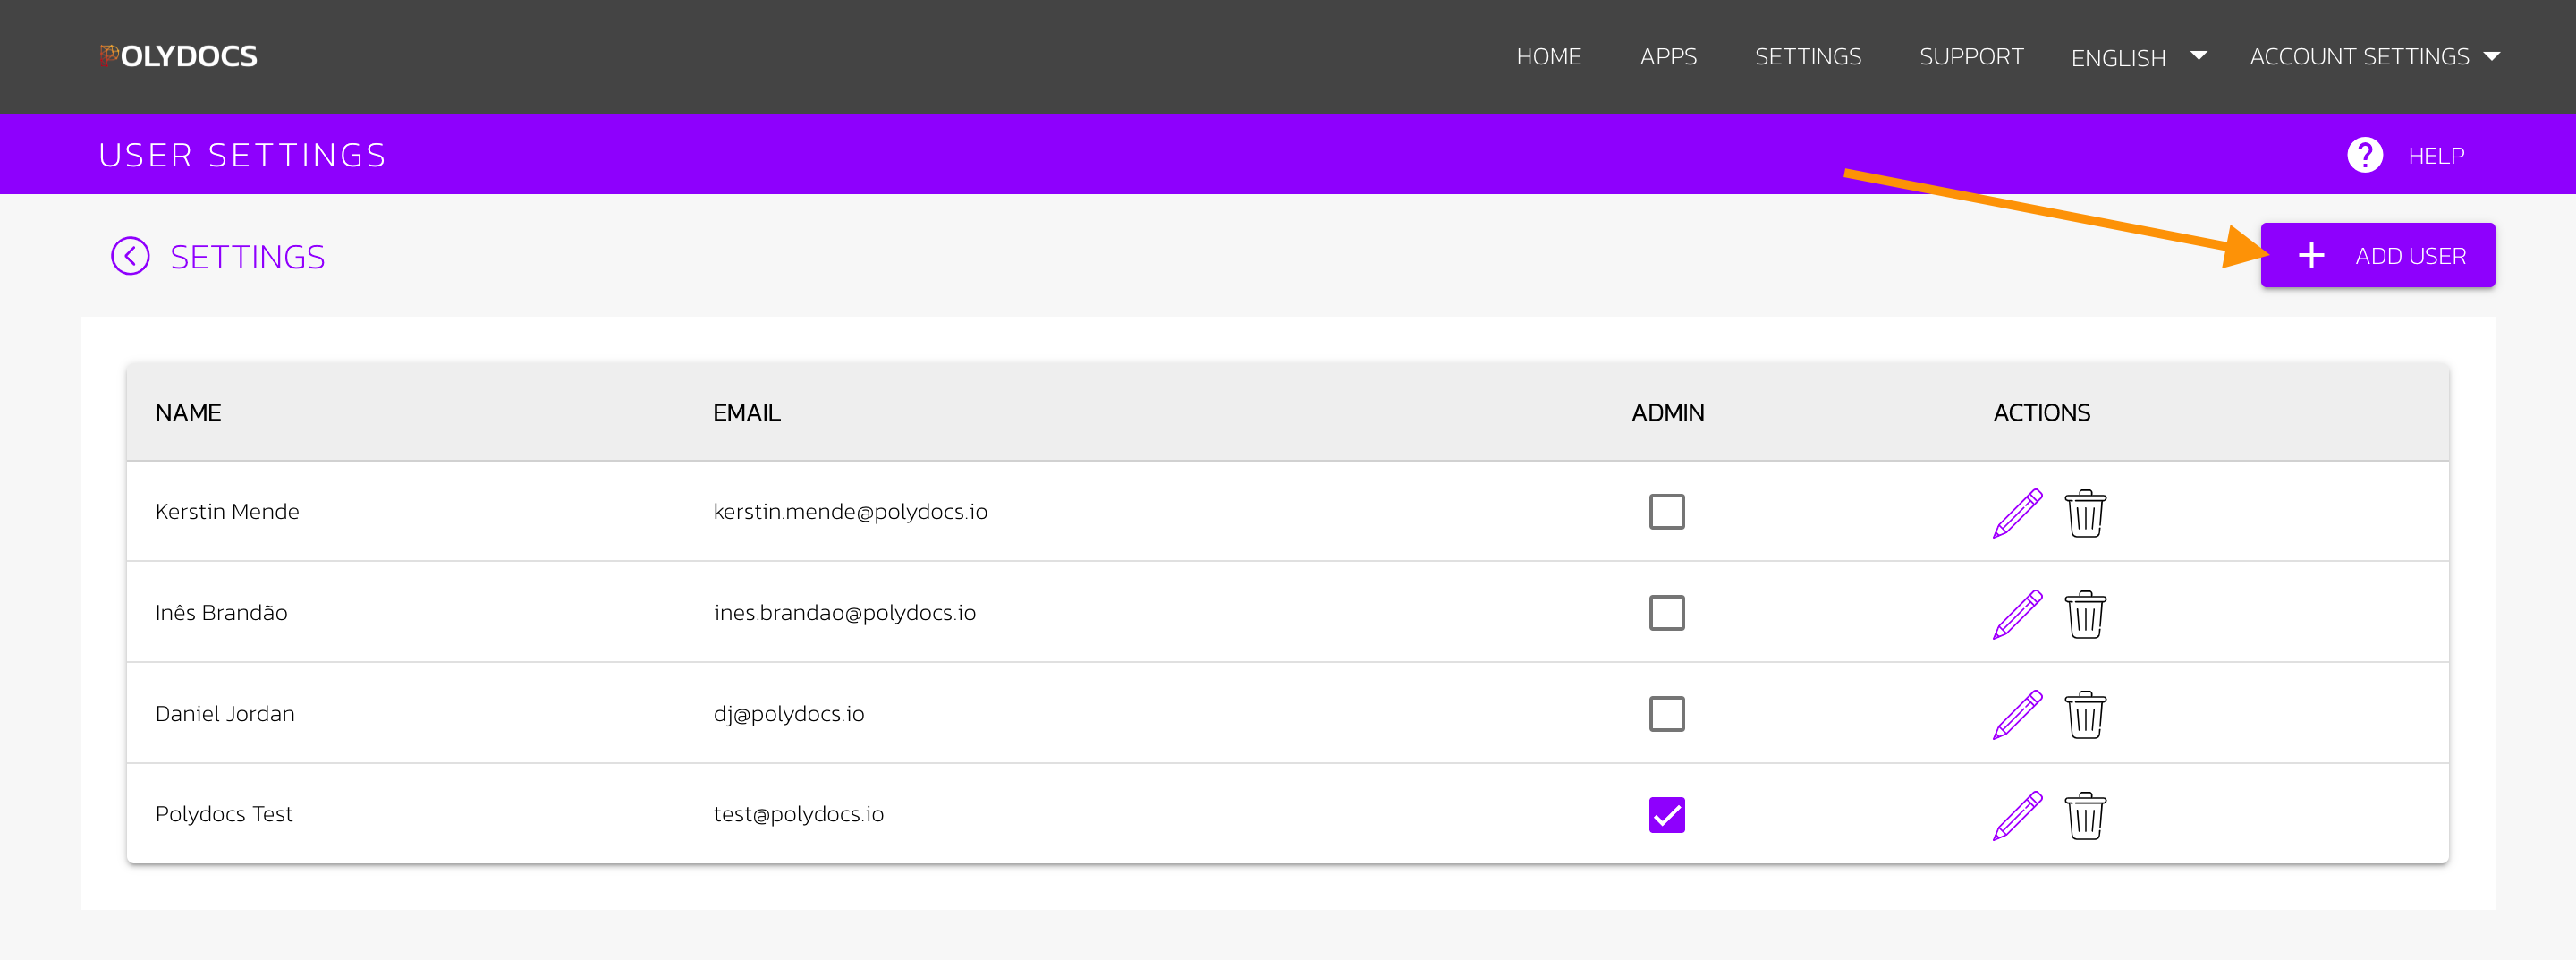 POLYDOCS
HOME APPS SETTINGS SUPPORT ENGLISH ACCOUNT SETTINGS
USER SETTINGS
? HELP
SETTINGS
+ ADD USER
NAME EMAIL ADMIN ACTIONS
Kerstin Mende kerstin.mende@polydocs.io
Inês Brandão ines.brandao@polydocs.io
Daniel Jordan dj@polydocs.io
Polydocs Test test@polydocs.io